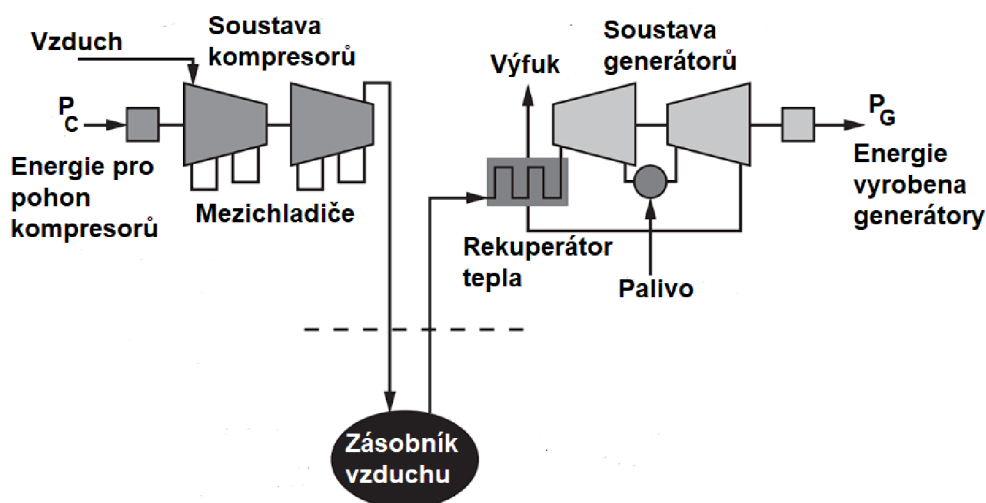 Vzduch
Soustava
kompresorů
P
C
Energie pro
pohon
kompresorů
Mezichladiče
Výfuk
Soustava
generátorů
P
G
Energie
vyrobena
generátory
Rekuperátor
tepla
Palivo
Zásobník
vzduchu